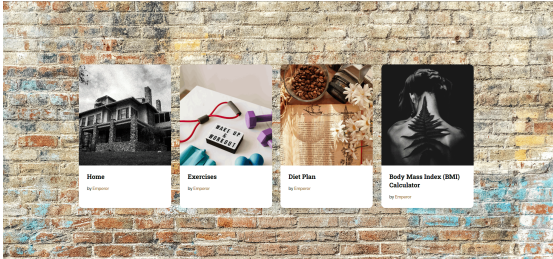 WAKE UP
&
WORKOUT
Home
by Emperor
Exercises
by Emperor
Diet Plan
by Emperor
Body Mass Index (BMI)
Calculator
by Emperor